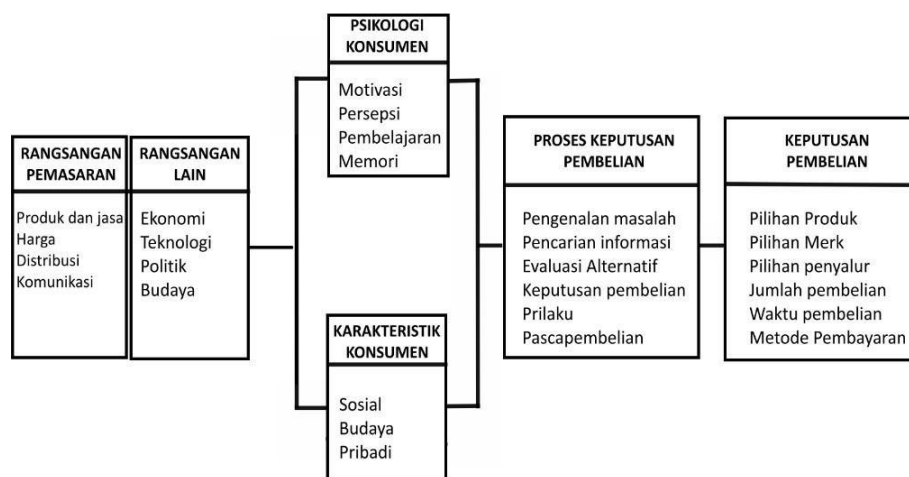 RANGSANGAN
PEMASARAN
Produk dan jasa
Harga
Distribusi
Komunikasi
RANGSANGAN
LAIN
Ekonomi
Teknologi
Politik
Budaya
PSIKOLOGI
KONSUMEN
Motivasi
Persepsi
Pembelajaran
Memori
KARAKTERISTIK
KONSUMEN
Sosial
Budaya
Pribadi
PROSES KEPUTUSAN
PEMBELIAN
Pengenalan masalah
Pencarian informasi
Evaluasi Alternatif
Keputusan pembelian
Prilaku
Pascapembelian
KEPUTUSAN
PEMBELIAN
Pilihan Produk
Pilihan Merk
Pilihan penyalur
Jumlah pembelian
Waktu pembelian
Metode Pembayaran